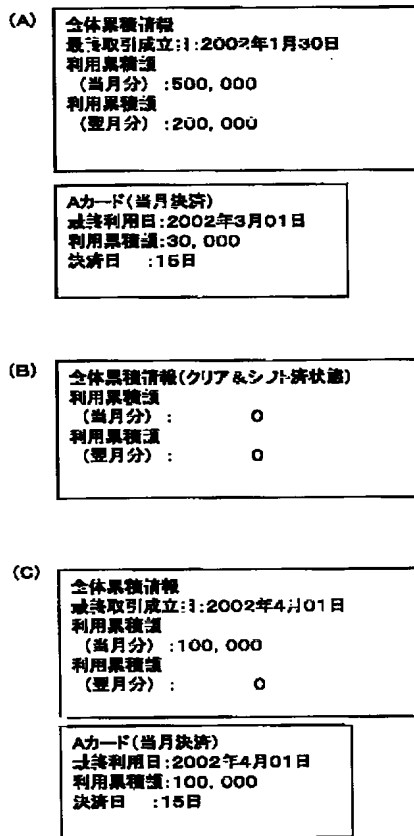 (A)
全体累積情報
最終取引成立日:2002年1月30日
利用累積額
(当月分) :500, 000
利用累積額
(翌月分) :200, 000
Aカード(当月決済)
最終利用日:2002年3月01日
利用累積額:30, 000
決済日 :15日
(B)
全体累積情報(クリア&シフト済状態)
利用累積額
(当月分) : 0
利用累積額
(翌月分) : 0
(C)
全体累積情報
最終取引成立日:2002年4月01日
利用累積額
(当月分) :100, 000
利用累積額
(翌月分) : 0
Aカード(当月決済)
最終利用日:2002年4月01日
利用累積額:100, 000
決済日 :15日